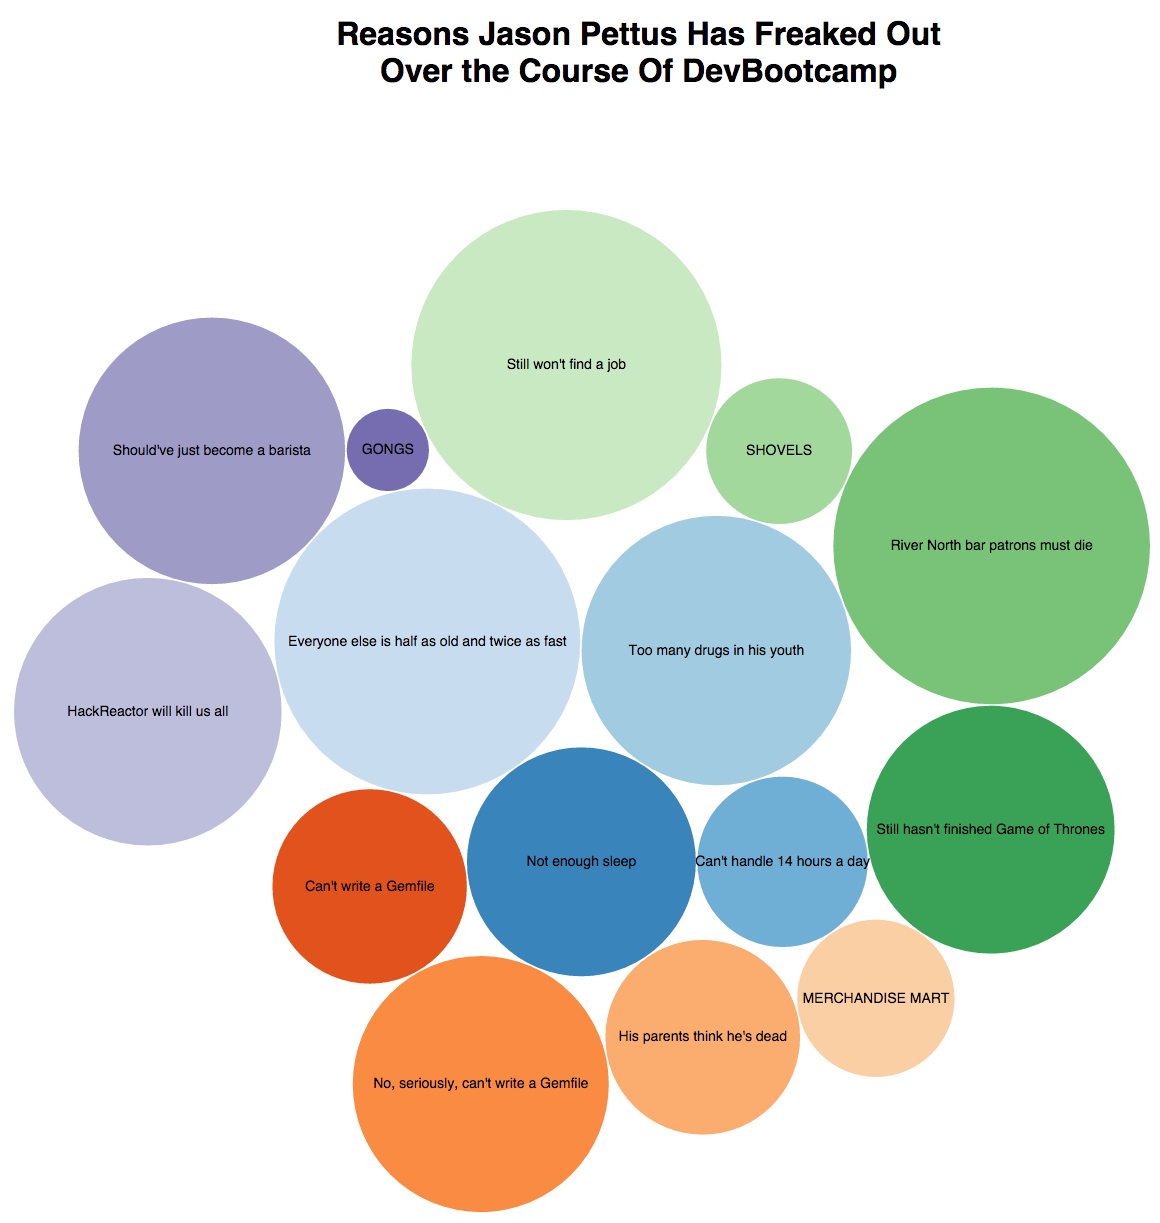 Reasons Jason Pettus Has Freaked Out
Over the Course Of DevBootcamp
Still won't find a job
Should've just become a barista
GONGS
SHOVELS
River North bar patrons must die
Everyone else is half as old and twice as fast
Too many drugs in his youth
HackReactor will kill us all
Still hasn't finished Game of Thrones
Not enough sleep
Can't handle 14 hours a day
Can't write a Gemfile
MERCHANDISE MART
His parents think he's dead
No, seriously, can't write a Gemfile